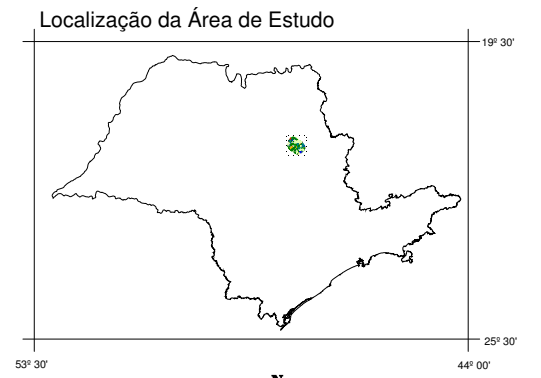 Localização da Área de Estudo
19º 30'
25º 30'
53º 30'
44º 00'
N